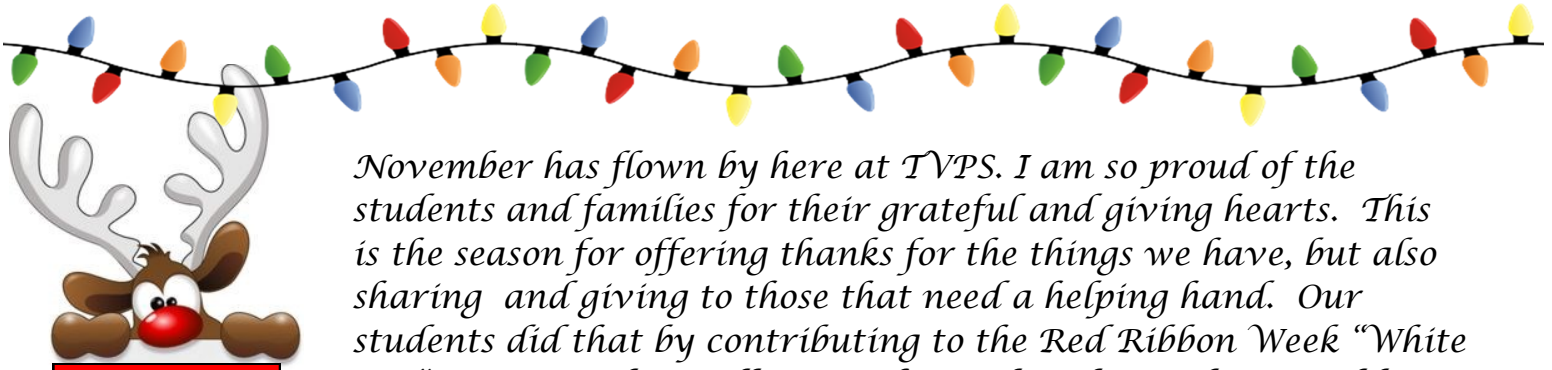 November has flown by here at TVPS. I am so proud of the
students and families for their grateful and giving hearts.  This
is the season for offering thanks for the things we have, but also
sharing  and giving to those that need a helping hand.  Our
students did that by contributing to the Red Ribbon Week “White